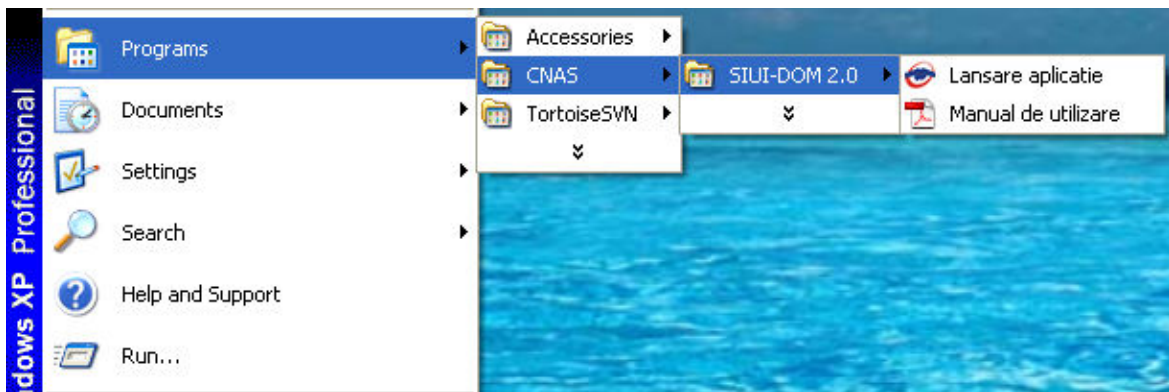 Programs
Documents
Settings
Search
Help and Support
Run...
Accessories
CNAS
TortoiseSVN
SIUI-DOM 2.0
Lansare aplicatie
Manual de utilizare
dows XP Professional